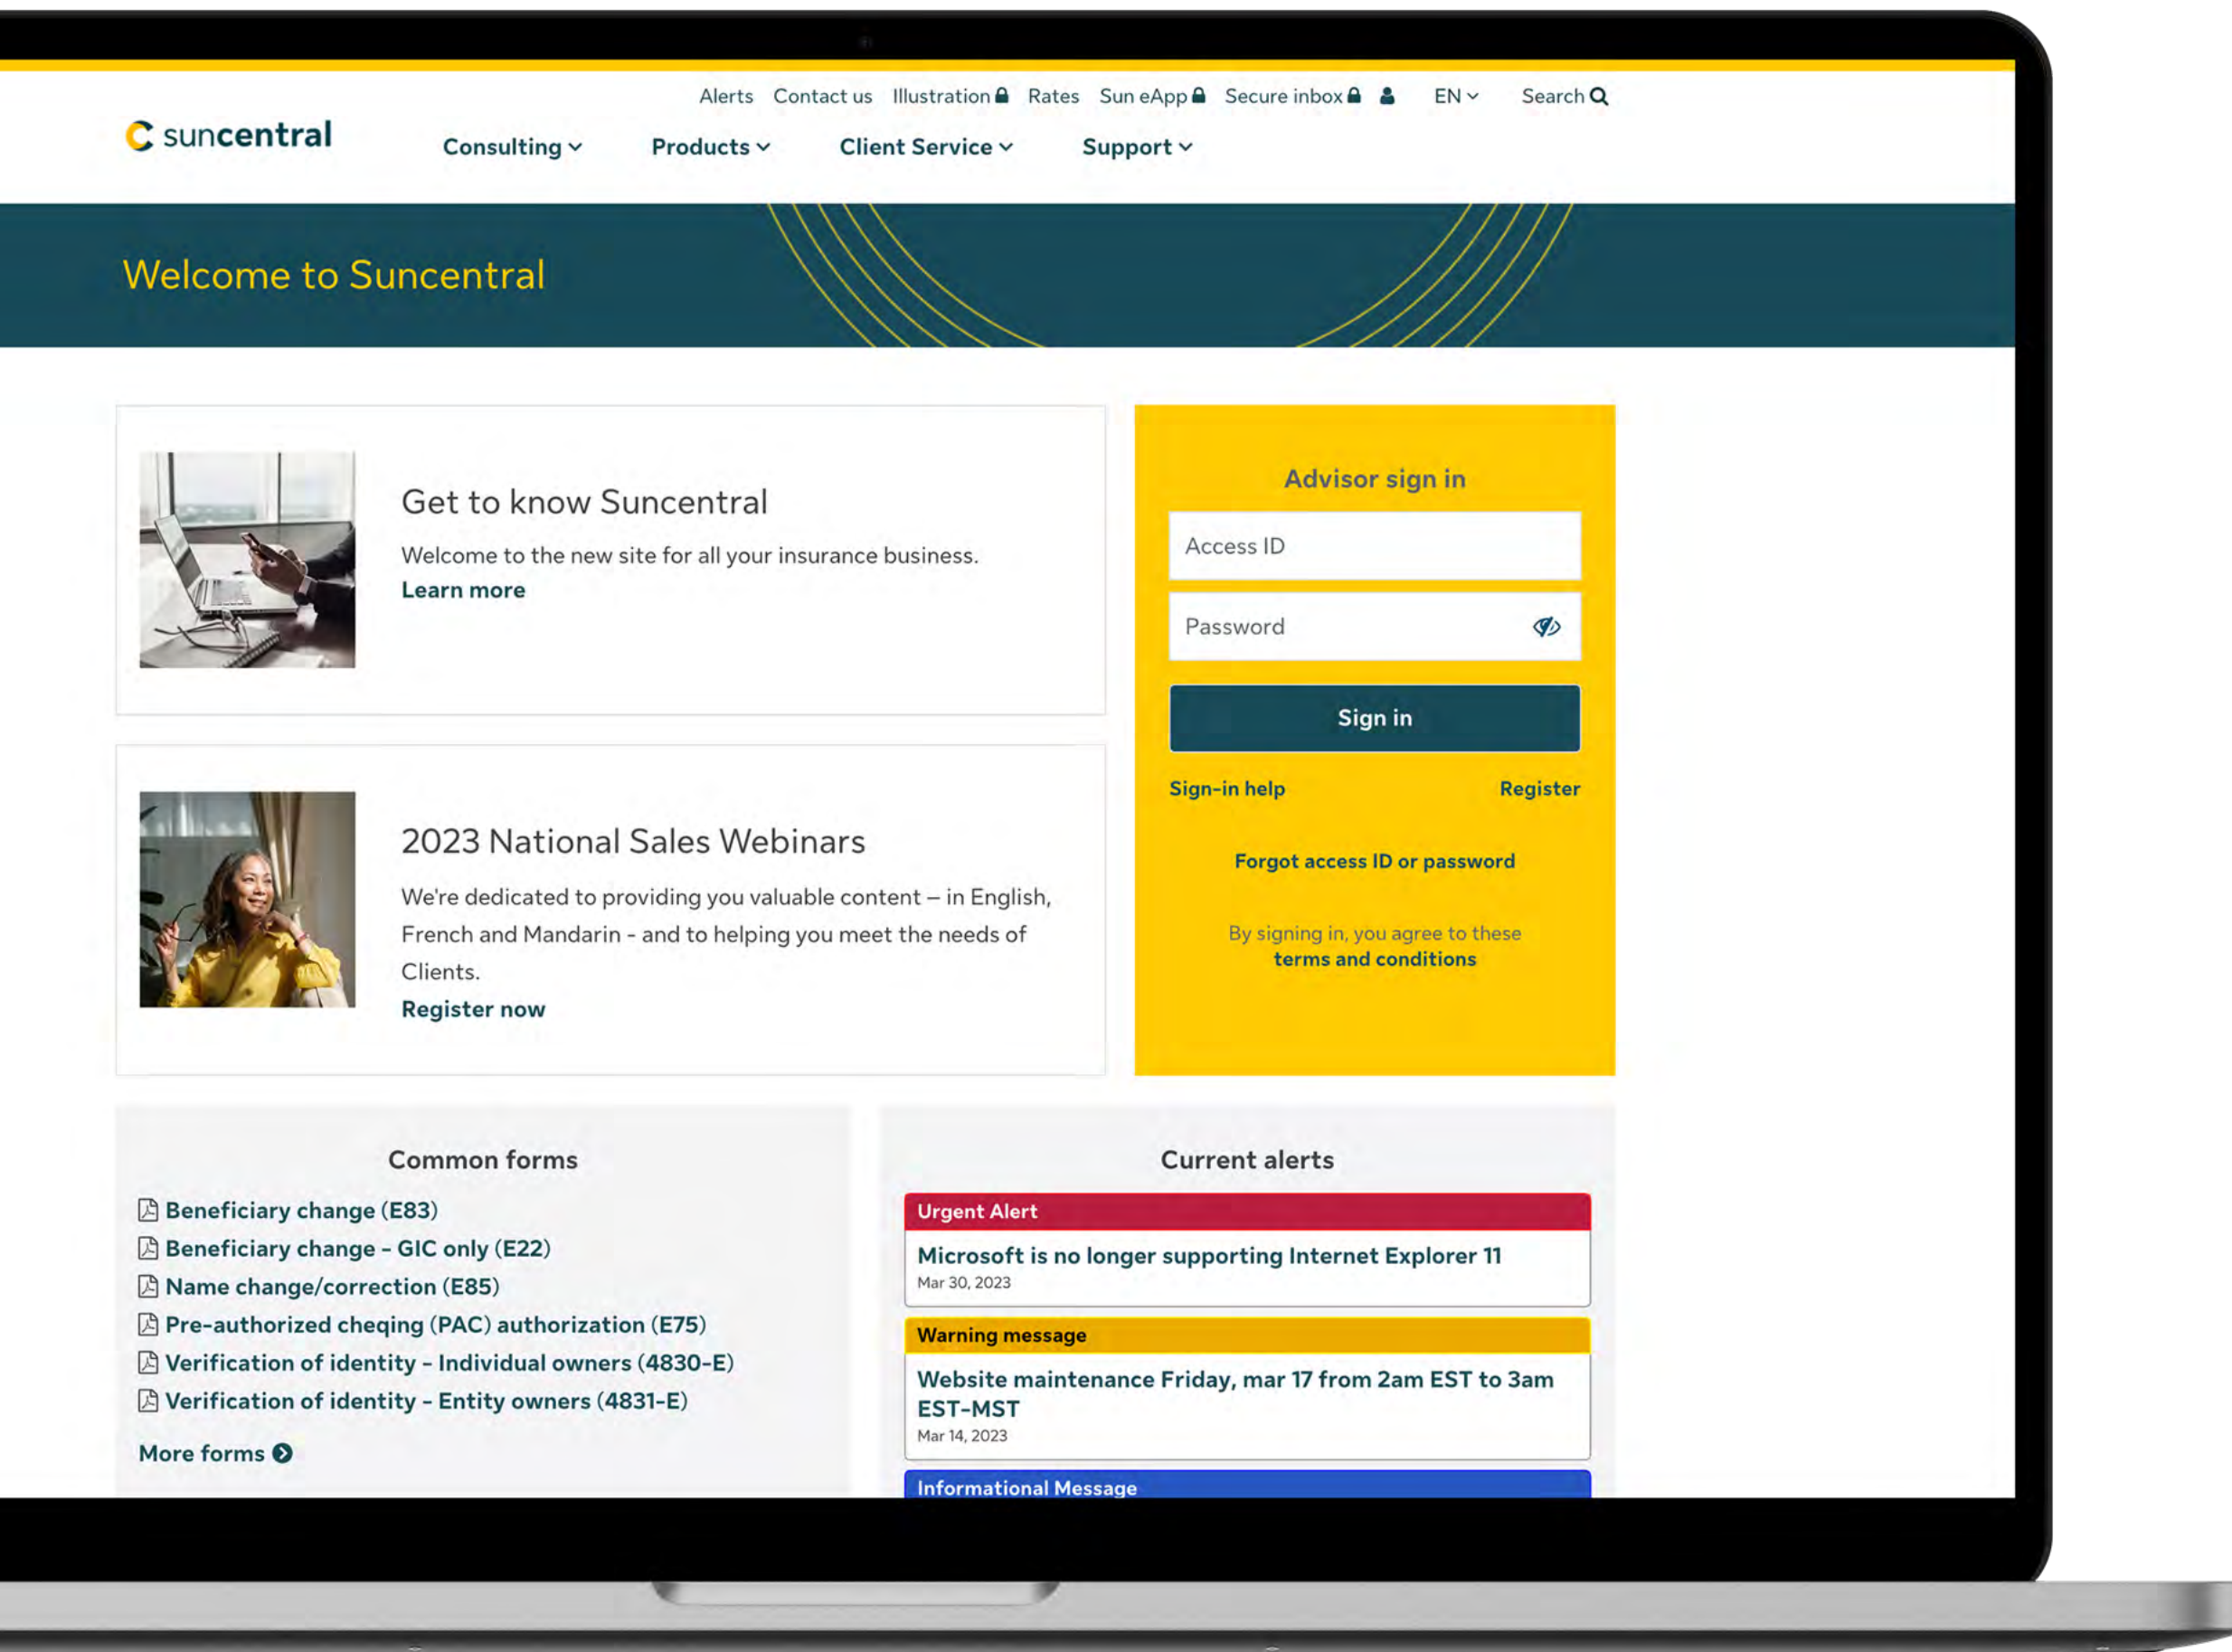 Alerts Contact us Illustration Rates Sun eApp Secure inbox EN Search
suncentral
Consulting Products Client Service Support
Welcome to Suncentral
Get to know Suncentral
Welcome to the new site for all your insurance business.
Learn more
2023 National Sales Webinars
We're dedicated to providing you valuable content – in English,
French and Mandarin - and to helping you meet the needs of
Clients.
Register now
Advisor sign in
Access ID
Password
Sign in
Sign-in help Register
Forgot access ID or password
By signing in, you agree to these
terms and conditions
Common forms
Beneficiary change (E83)
Beneficiary change - GIC only (E22)
Name change/correction (E85)
Pre-authorized cheqing (PAC) authorization (E75)
Verification of identity - Individual owners (4830-E)
Verification of identity - Entity owners (4831-E)
More forms
Current alerts
Urgent Alert
Microsoft is no longer supporting Internet Explorer 11
Mar 30, 2023
Warning message
Website maintenance Friday, mar 17 from 2am EST to 3am
EST-MST
Mar 14, 2023
Informational Message